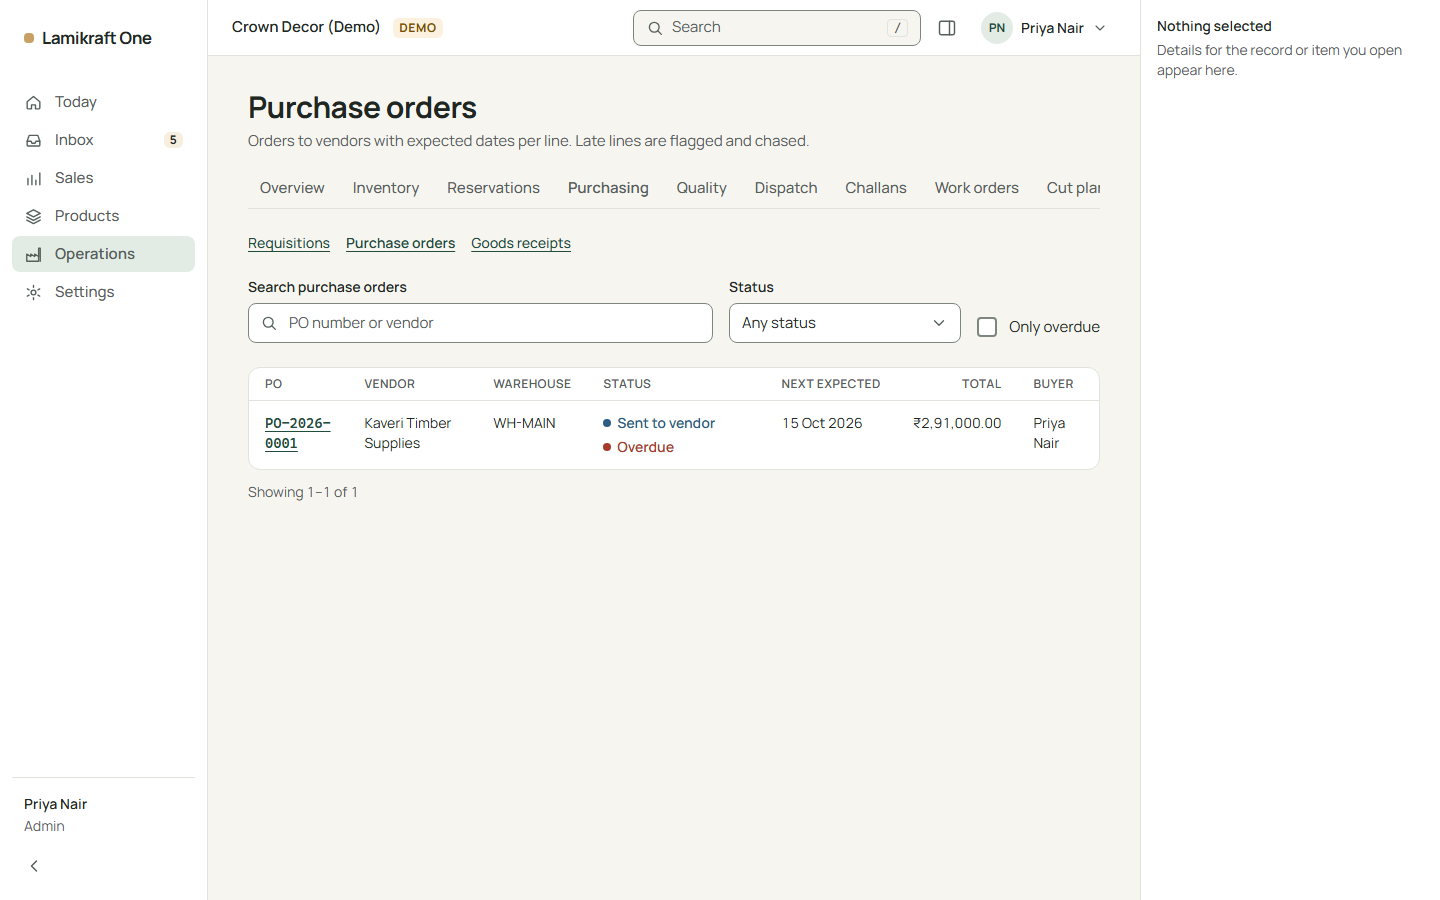 Lamikraft One
Today
Inbox 5
Sales
Products
Operations
Settings
Priya Nair
Admin
Crown Decor (Demo) DEMO
Search /
PN Priya Nair
Purchase orders
Orders to vendors with expected dates per line. Late lines are flagged and chased.
Overview Inventory Reservations Purchasing Quality Dispatch Challans Work orders Cut plan
Requisitions Purchase orders Goods receipts
Search purchase orders Status
PO number or vendor Any status Only overdue
PO VENDOR WAREHOUSE STATUS NEXT EXPECTED TOTAL BUYER
PO-2026-0001 Kaveri Timber Supplies WH-MAIN Sent to vendor Overdue 15 Oct 2026 ₹2,91,000.00 Priya Nair
Showing 1–1 of 1
Nothing selected
Details for the record or item you open
appear here.